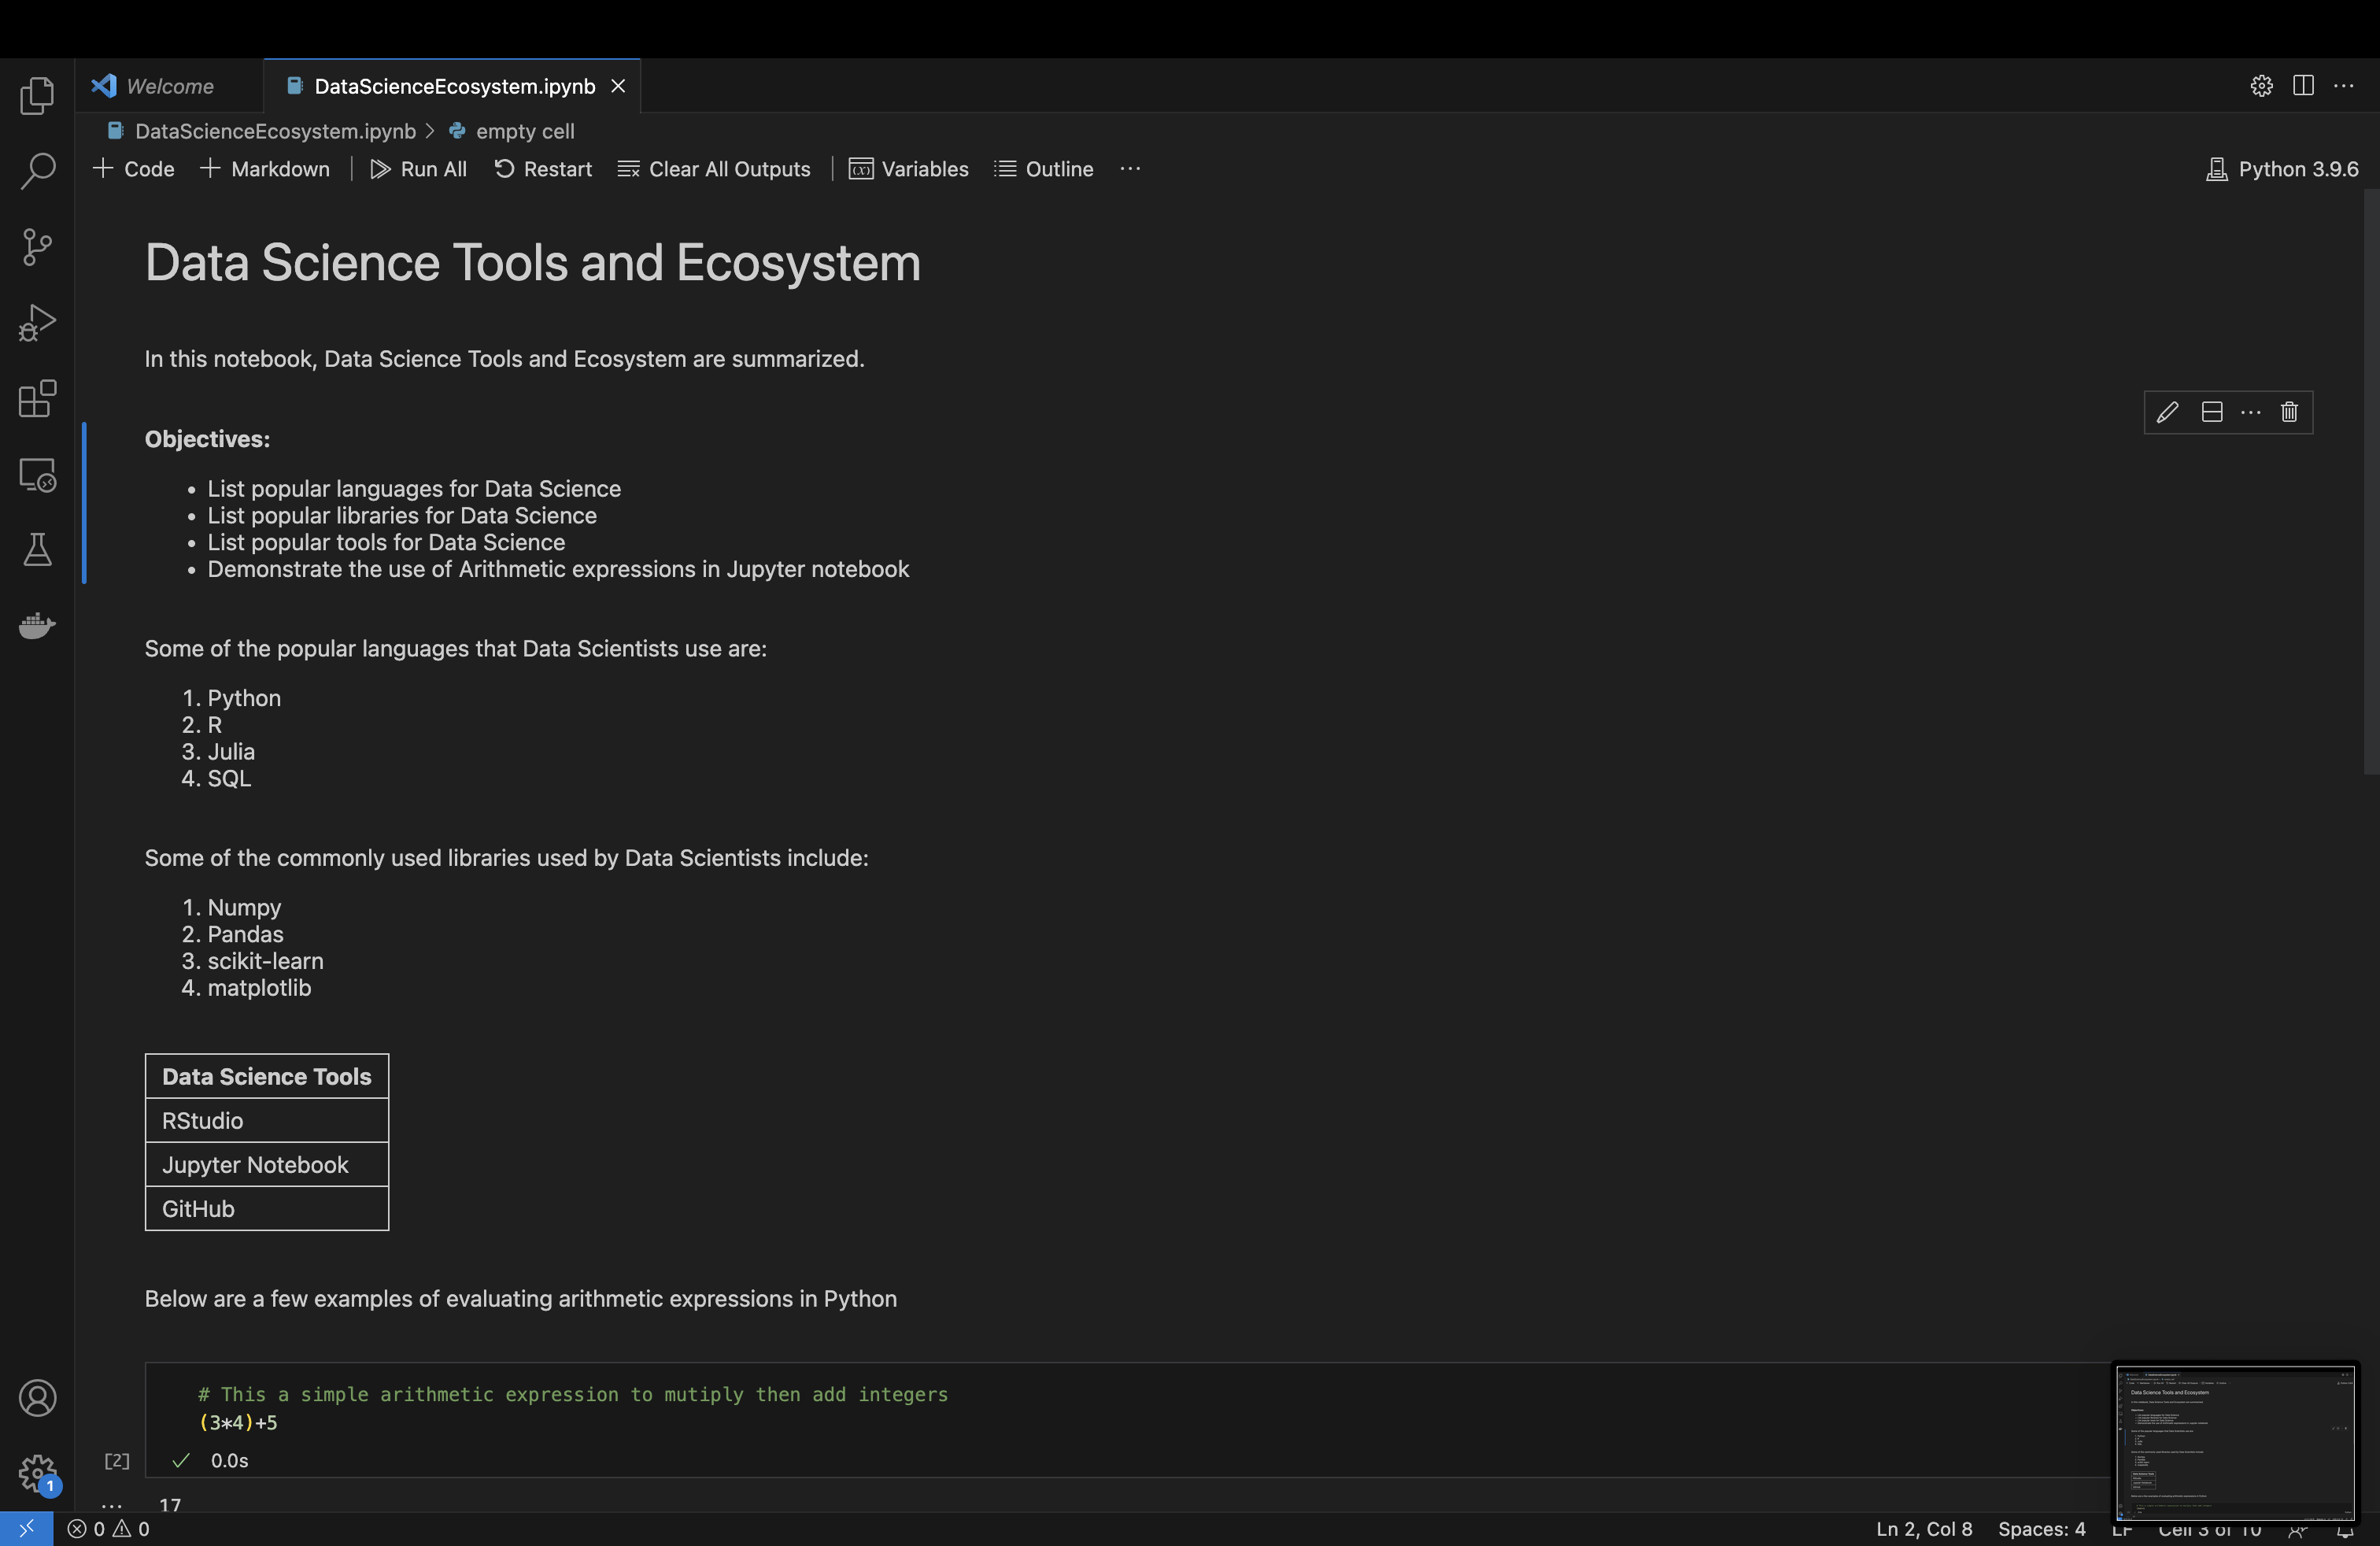 Welcome
DataScienceEcosystem.ipynb
DataScienceEcosystem.ipynb > empty cell
Code
Markdown
Run All
Restart
Clear All Outputs
Variables
Outline
Python 3.9.6
Data Science Tools and Ecosystem
In this notebook, Data Science Tools and Ecosystem are summarized.
Objectives:
• List popular languages for Data Science
• List popular libraries for Data Science
• List popular tools for Data Science
• Demonstrate the use of Arithmetic expressions in Jupyter notebook
Some of the popular languages that Data Scientists use are:
1. Python
2. R
3. Julia
4. SQL
Some of the commonly used libraries used by Data Scientists include:
1. Numpy
2. Pandas
3. scikit-learn
4. matplotlib
Data Science Tools
RStudio
Jupyter Notebook
GitHub
Below are a few examples of evaluating arithmetic expressions in Python
# This a simple arithmetic expression to mutiply then add integers
(3*4)+5
[2]
0.0s
17
1
0 0
Ln 2, Col 8
Spaces: 4
LF
Cell 3 of 10